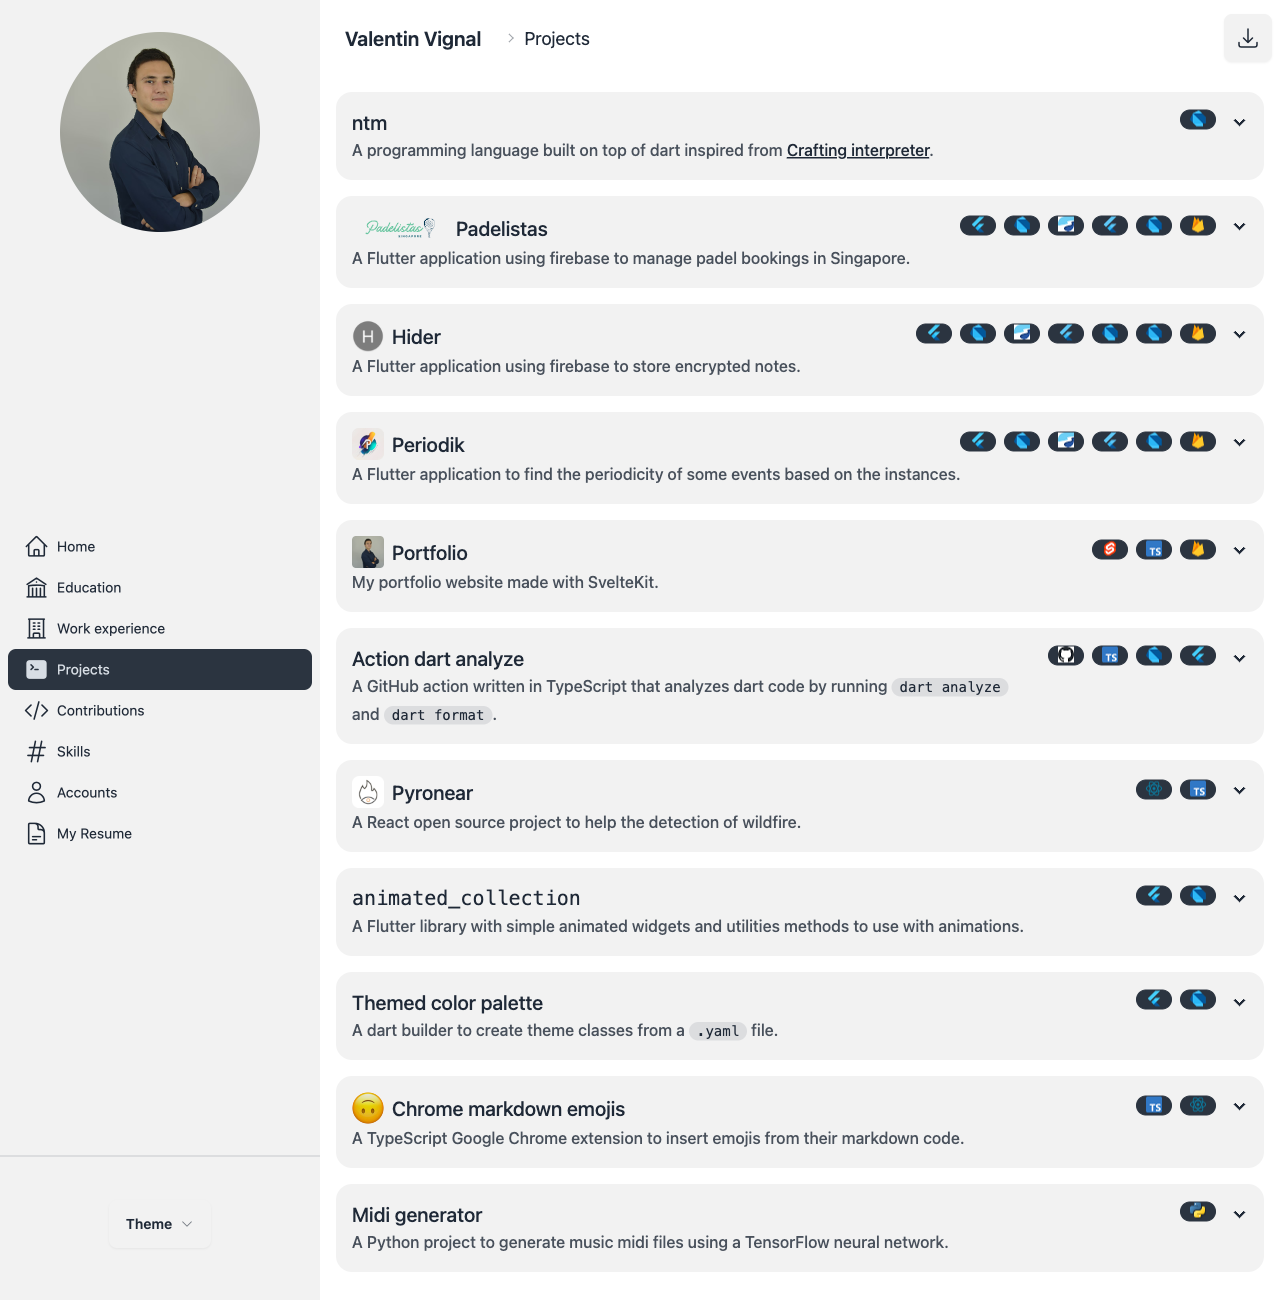 Valentin Vignal
Projects
ntm
A programming language built on top of dart inspired from Crafting interpreter.
Padelistas
SINGAPORE
Padelistas
A Flutter application using firebase to manage padel bookings in Singapore.
H
Hider
A Flutter application using firebase to store encrypted notes.
Periodik
A Flutter application to find the periodicity of some events based on the instances.
Portfolio
TS
My portfolio website made with SvelteKit.
Home
Education
Work experience
Projects
Contributions
Skills
Accounts
My Resume
Action dart analyze
TS
A GitHub action written in TypeScript that analyzes dart code by running dart analyze
and dart format.
Pyronear
TS
A React open source project to help the detection of wildfire.
animated_collection
A Flutter library with simple animated widgets and utilities methods to use with animations.
Themed color palette
A dart builder to create theme classes from a .yaml file.
Chrome markdown emojis
TS
A TypeScript Google Chrome extension to insert emojis from their markdown code.
Midi generator
A Python project to generate music midi files using a TensorFlow neural network.
Theme